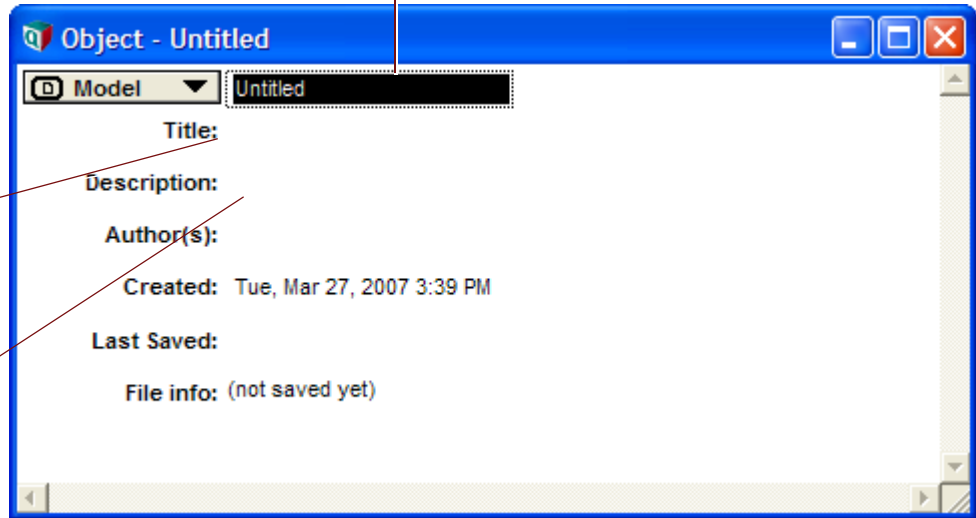 Object - Untitled
Model Untitled
Title:
Description:
Author(s):
Created: Tue, Mar 27, 2007 3:39 PM
Last Saved:
File info: (not saved yet)